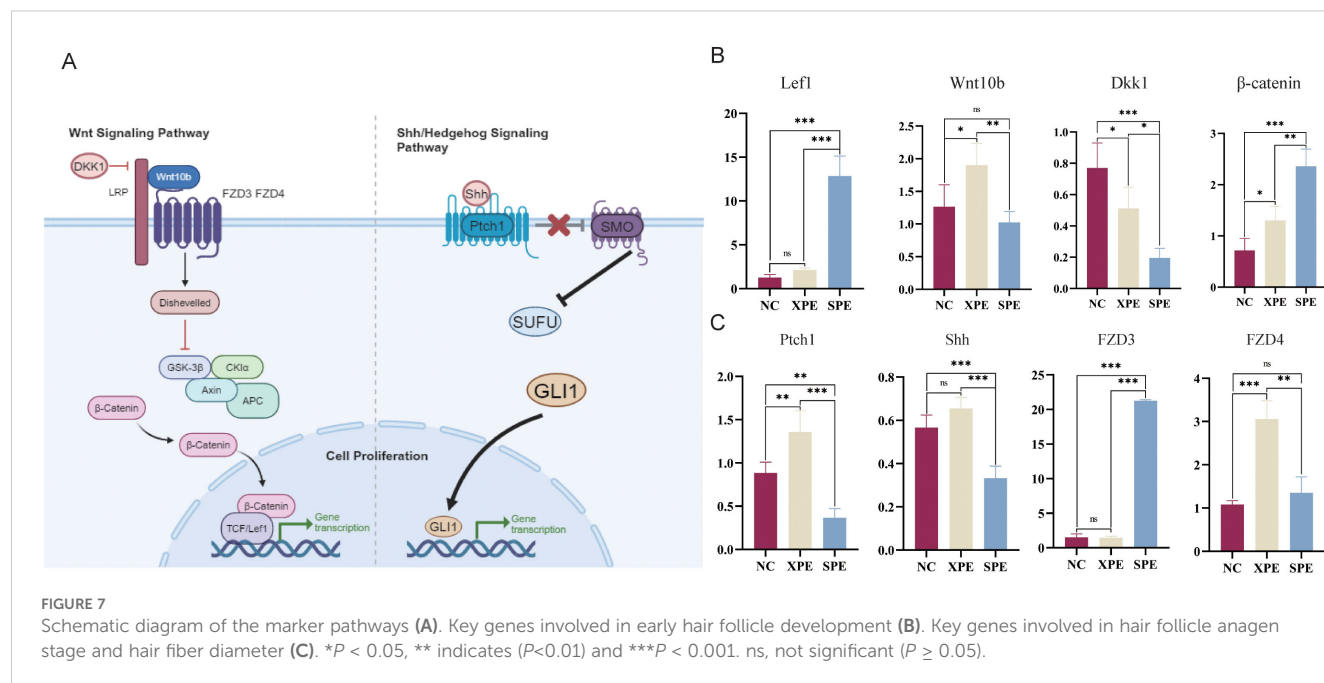 A
Wnt Signaling Pathway
DKK1
LRP
Wnt10b
FZD3 FZD4
Dishevelled
GSK-3β
CKIα
Axin
APC
β-Catenin
β-Catenin
β-Catenin
TCF/Lef1
Gene
transcription
Cell Proliferation
Shh/Hedgehog Signaling
Pathway
Shh
Ptch1
SMO
SUFU
GLI1
GLI1
Gene
transcription
B
Lef1
20
15
10
5
0
***
***
ns
NC XPE SPE
Wnt10b
2.5
2.0
1.5
1.0
0.5
0.0
ns
*
**
NC XPE SPE
Dkk1
1.0
0.8
0.6
0.4
0.2
0.0
***
*
*
NC XPE SPE
β-catenin
3
2
1
0
***
**
*
NC XPE SPE
C
Ptch1
2.0
1.5
1.0
0.5
0.0
**
**
***
NC XPE SPE
Shh
0.8
0.6
0.4
0.2
0.0
***
ns
***
NC XPE SPE
FZD3
25
20
15
10
5
0
***
***
ns
NC XPE SPE
FZD4
5
4
3
2
1
0
ns
***
**
NC XPE SPE
FIGURE 7
Schematic diagram of the marker pathways (A). Key genes involved in early hair follicle development (B). Key genes involved in hair follicle anagen
stage and hair fiber diameter (C). *P < 0.05, ** indicates (P<0.01) and ***P < 0.001. ns, not significant (P ≥ 0.05).